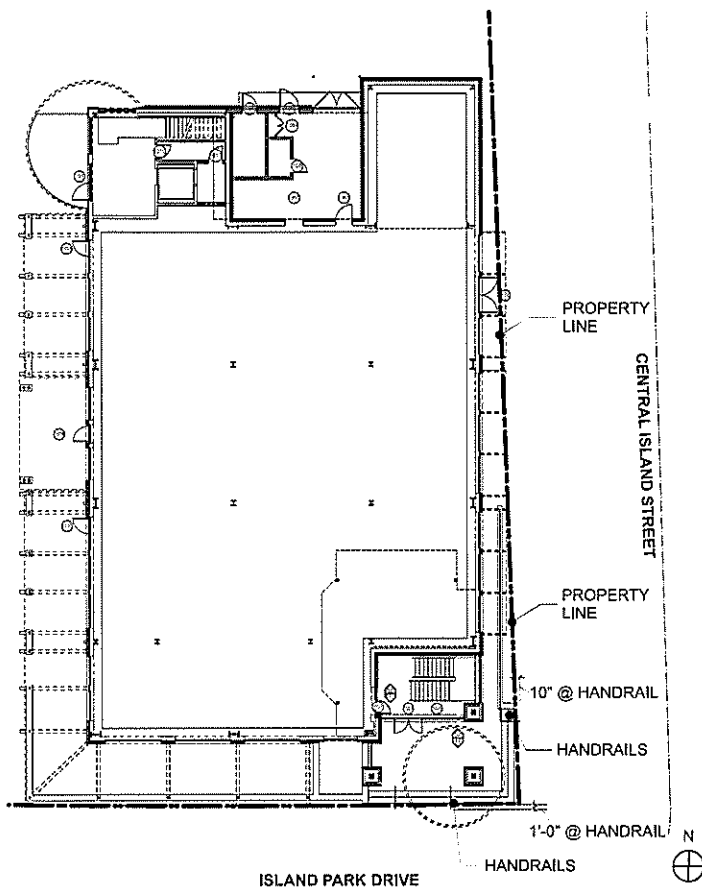 PROPERTY
LINE
CENTRAL ISLAND STREET
PROPERTY
LINE
10" @ HANDRAIL
HANDRAILS
1'-0" @ HANDRAIL
HANDRAILS
N
ISLAND PARK DRIVE